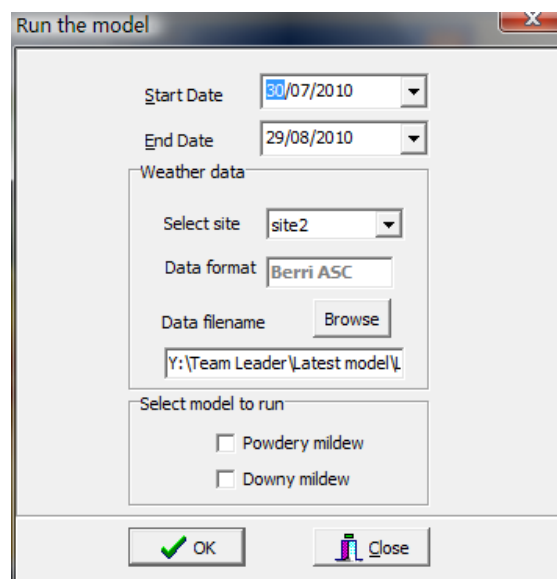 Run the model
Start Date 30/07/2010
End Date 29/08/2010
Weather data
Select site site2
Data format Berri ASC
Data filename Browse
Y:\Team Leader\Latest model\L
Select model to run
Powdery mildew
Downy mildew
OK Close